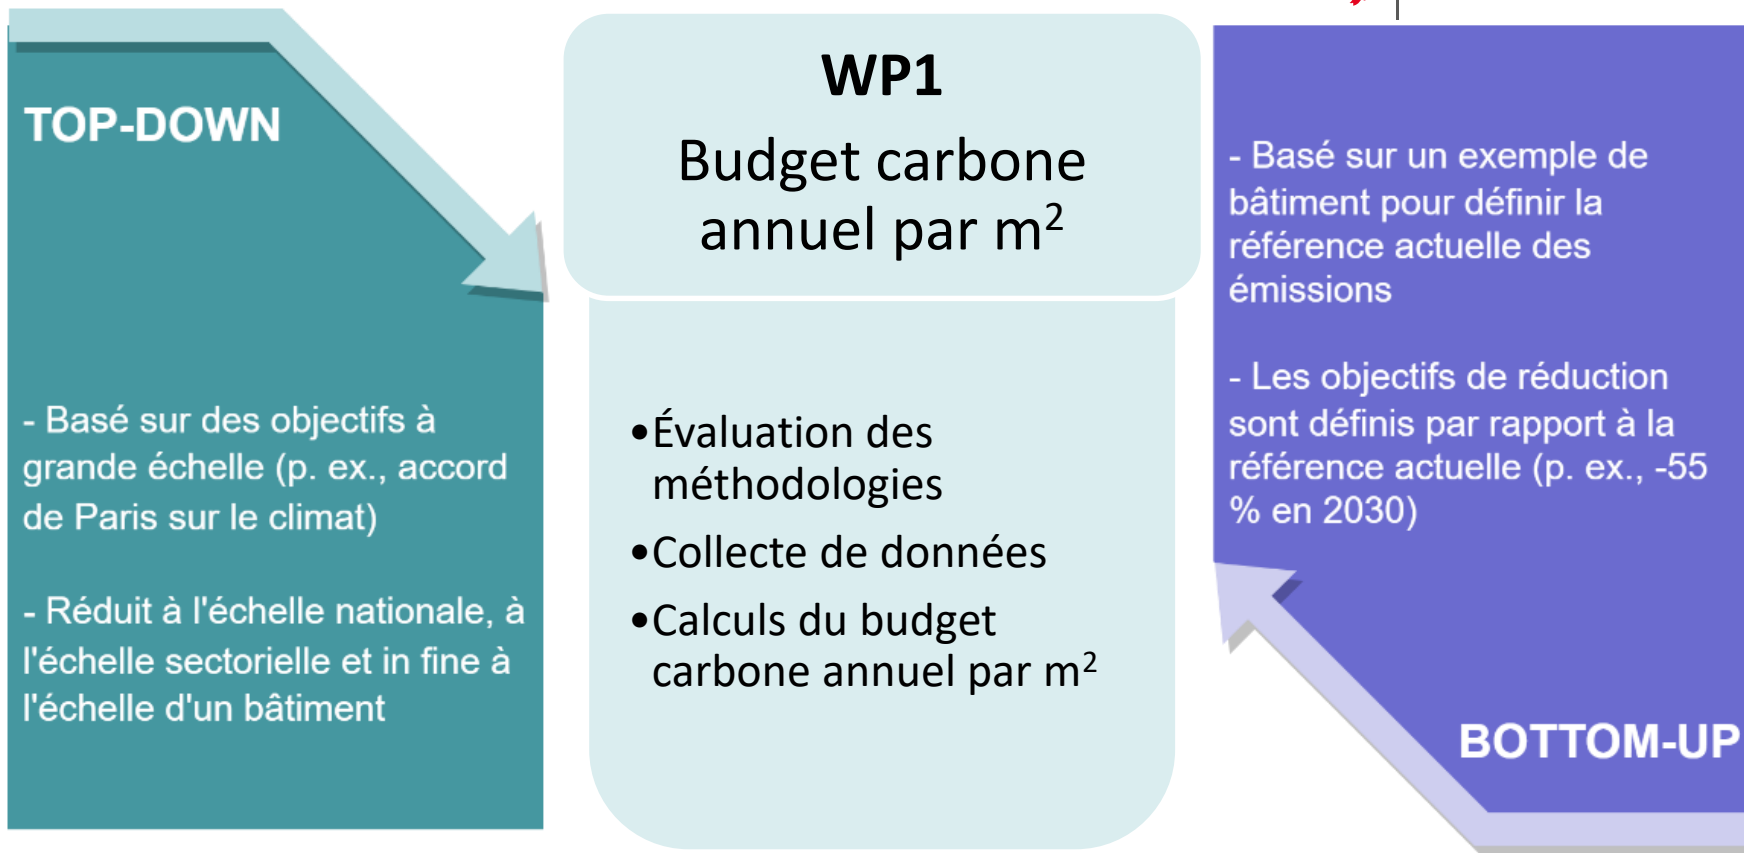 TOP-DOWN
- Basé sur des objectifs à
grande échelle (p. ex., accord
de Paris sur le climat)
- Réduit à l'échelle nationale, à
l'échelle sectorielle et in fine à
l'échelle d'un bâtiment
WP1
Budget carbone
annuel par m²
•Évaluation des
méthodologies
•Collecte de données
•Calculs du budget
carbone annuel par m²
- Basé sur un exemple de
bâtiment pour définir la
référence actuelle des
émissions
- Les objectifs de réduction
sont définis par rapport à la
référence actuelle (p. ex., -55
% en 2030)
BOTTOM-UP